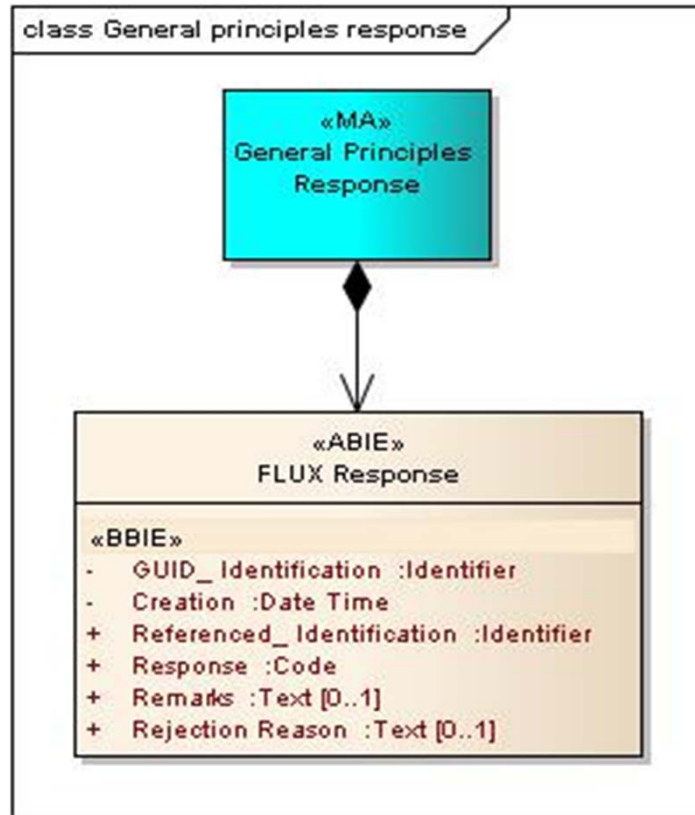 class General principles response
«MA»
General Principles
Response
«ABIE»
FLUX Response
«BBIE»
- GUID_ Identification :Identifier
- Creation :Date Time
+ Referenced_ Identification :Identifier
+ Response :Code
+ Remarks :Text [0..1]
+ Rejection Reason :Text [0..1]